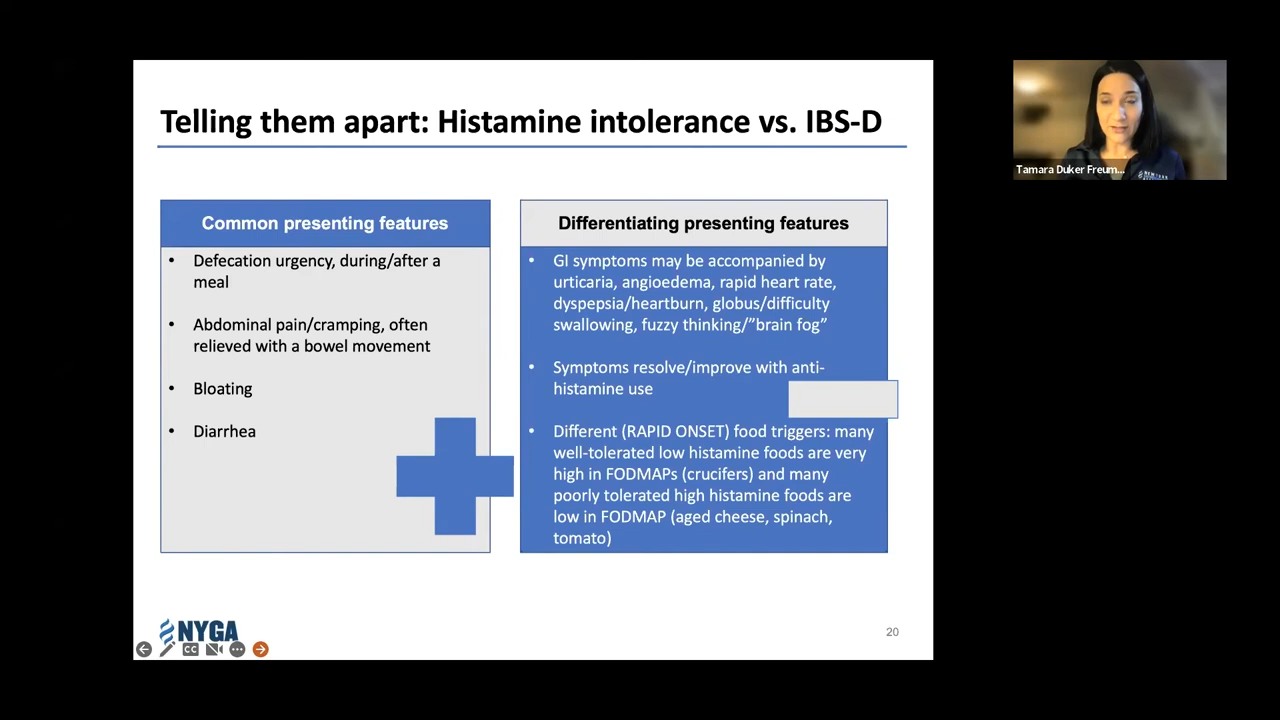 Telling them apart: Histamine intolerance vs. IBS-D
Common presenting features
• Defecation urgency, during/after a
meal
• Abdominal pain/cramping, often
relieved with a bowel movement
• Bloating
• Diarrhea
Differentiating presenting features
• GI symptoms may be accompanied by
urticaria, angioedema, rapid heart rate,
dyspepsia/heartburn, globus/difficulty
swallowing, fuzzy thinking/”brain fog”
• Symptoms resolve/improve with anti-
histamine use
• Different (RAPID ONSET) food triggers: many
well-tolerated low histamine foods are very
high in FODMAPs (crucifers) and many
poorly tolerated high histamine foods are
low in FODMAP (aged cheese, spinach,
tomato)
NYGA
CC
20
Tamara Duker Freum...